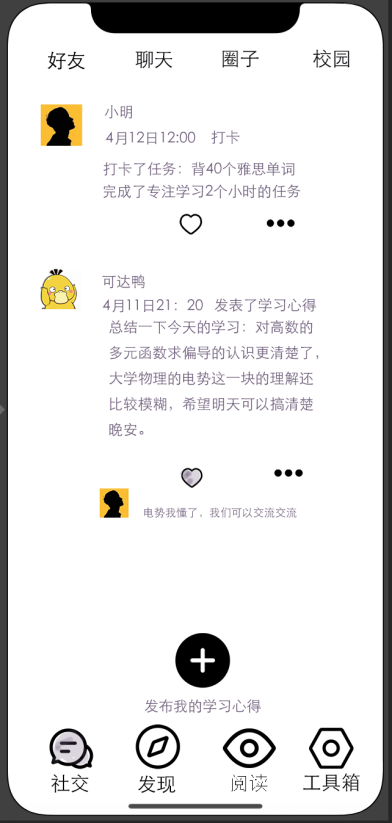 好友 聊天 圈子 校园
小明
4月12日12:00 打卡
打卡了任务：背40个雅思单词
完成了专注学习2个小时的任务
可达鸭
4月11日21：20 发表了学习心得
总结一下今天的学习：对高数的
多元函数求偏导的认识更清楚了，
大学物理的电势这一块的理解还
比较模糊，希望明天可以搞清楚
晚安。
电势我懂了，我们可以交流交流
发布我的学习心得
社交 发现 阅读 工具箱